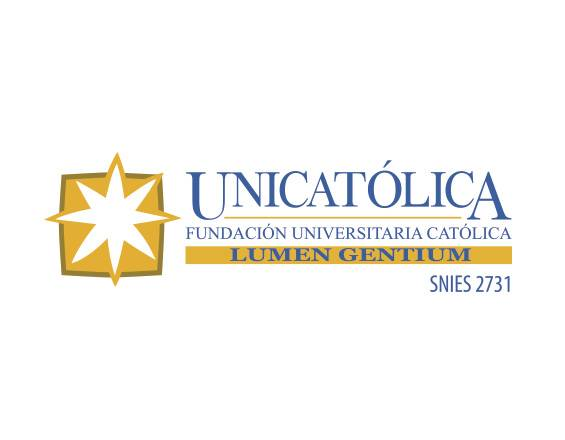 UNICATÓLICA
FUNDACIÓN UNIVERSITARIA CATÓLICA
LUMEN GENTIUM
SNIES 2731